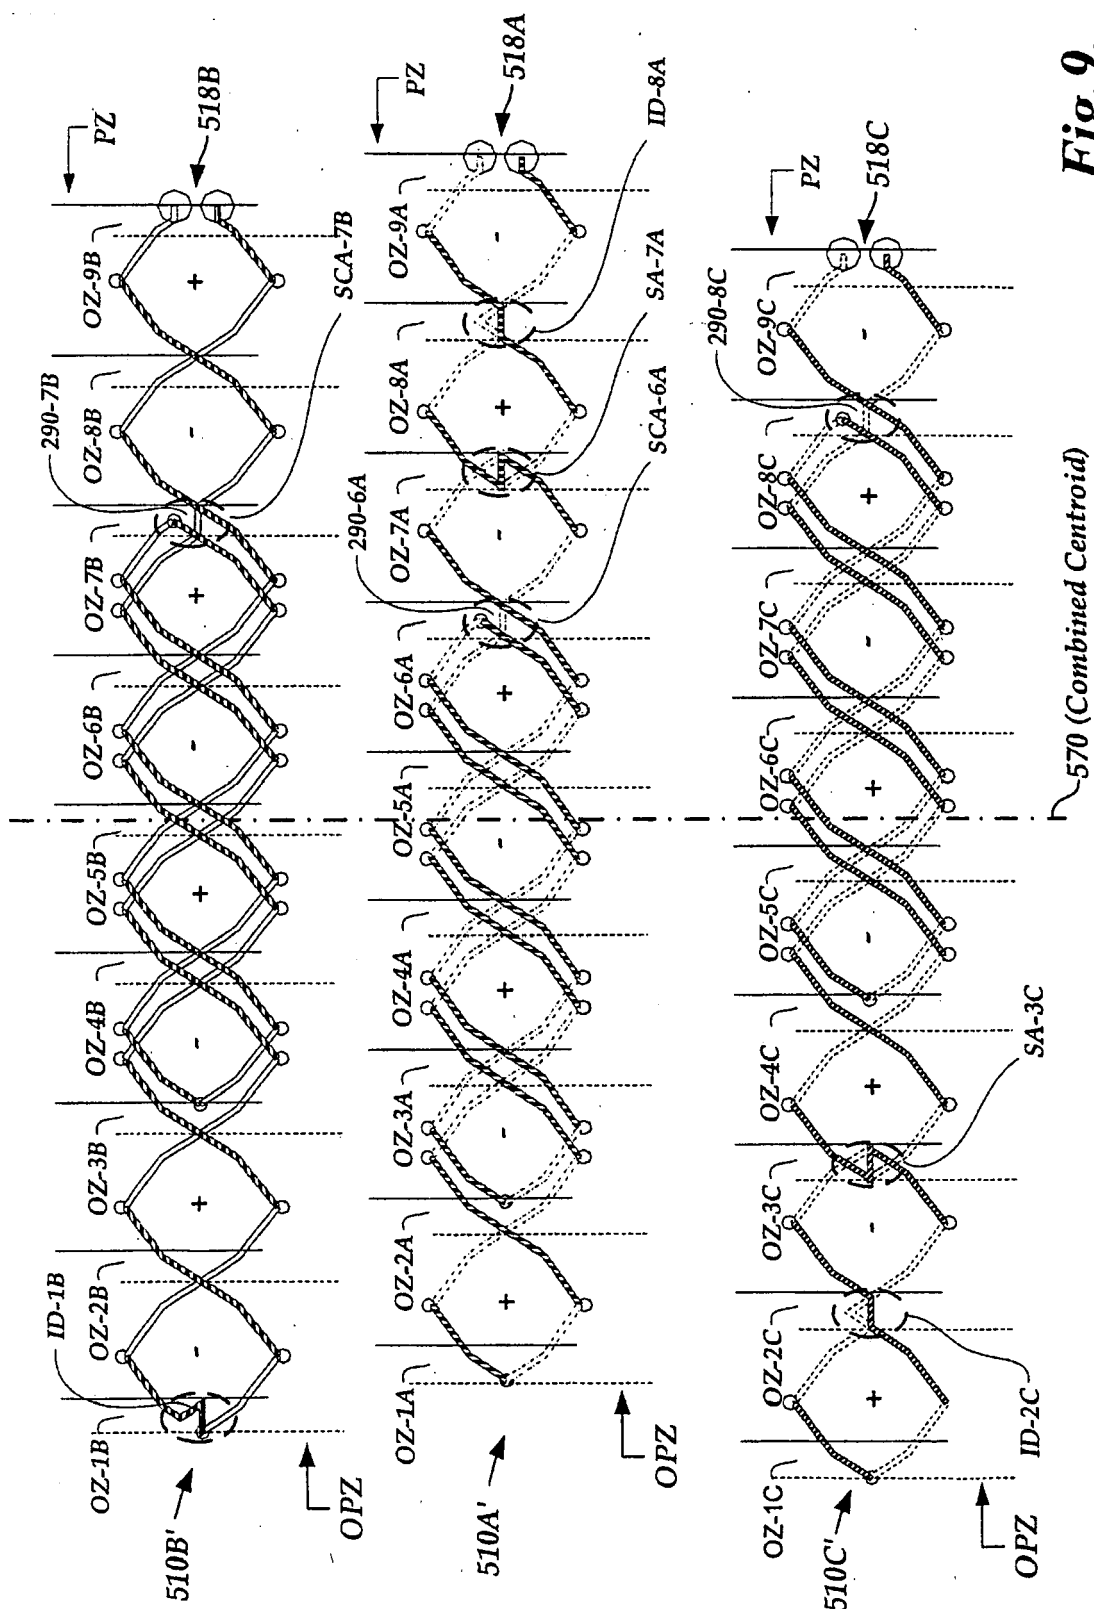 PZ
518B
OZ-9B
SCA-7B
290-7B
OZ-8B
OZ-7B
OZ-6B
OZ-5B
OZ-4B
OZ-3B
OZ-2B
ID-1B
OZ-1B
510B'
OPZ
+
-
+
-
+
-
+
-
PZ
518A
ID-8A
OZ-9A
SA-7A
OZ-8A
SCA-6A
290-6A
OZ-7A
OZ-6A
OZ-5A
OZ-4A
OZ-3A
OZ-2A
OZ-1A
510A'
OPZ
-
+
-
+
-
+
-
+
PZ
518C
290-8C
OZ-9C
OZ-8C
OZ-7C
OZ-6C
OZ-5C
OZ-4C
SA-3C
OZ-3C
OZ-2C
ID-2C
OZ-1C
510C'
OPZ
-
+
-
+
-
+
-
+
570 (Combined Centroid)
Fig. 9.